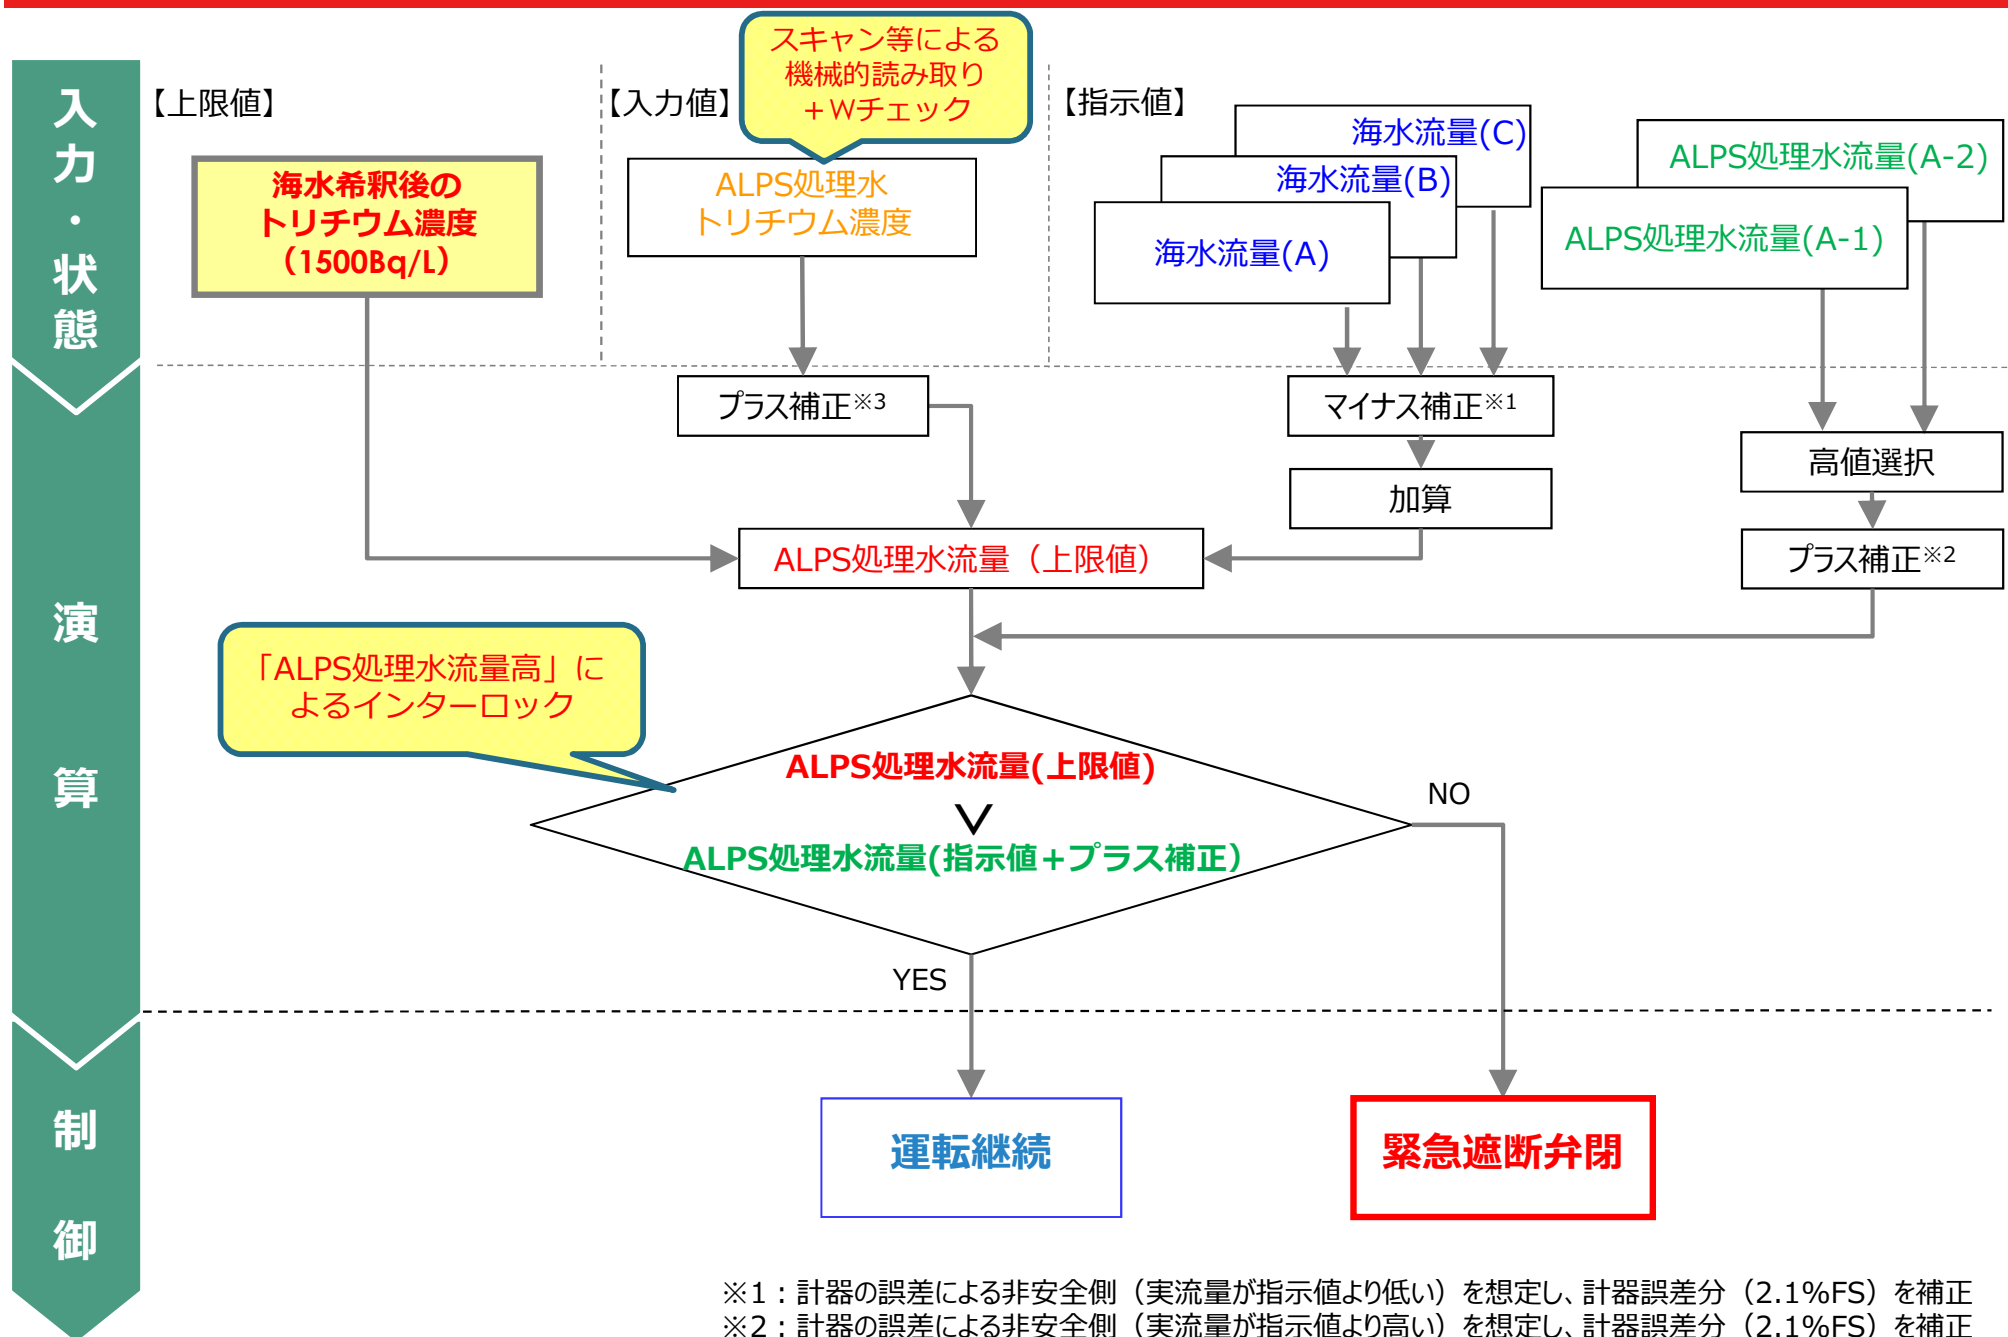 入力・状態
【上限値】
海水希釈後の
トリチウム濃度
（1500Bq/L）
【入力値】
スキャン等による
機械的読み取り
＋Wチェック
ALPS処理水
トリチウム濃度
【指示値】
海水流量(C)
海水流量(B)
海水流量(A)
ALPS処理水流量(A-2)
ALPS処理水流量(A-1)
演算
プラス補正※3
マイナス補正※1
加算
高値選択
プラス補正※2
ALPS処理水流量（上限値）
「ALPS処理水流量高」に
よるインターロック
ALPS処理水流量(上限値)
∨
ALPS処理水流量(指示値+プラス補正）
NO
YES
制御
運転継続
緊急遮断弁閉
※1：計器の誤差による非安全側（実流量が指示値より低い）を想定し、計器誤差分（2.1%FS）を補正
※2：計器の誤差による非安全側（実流量が指示値より高い）を想定し、計器誤差分（2.1%FS）を補正